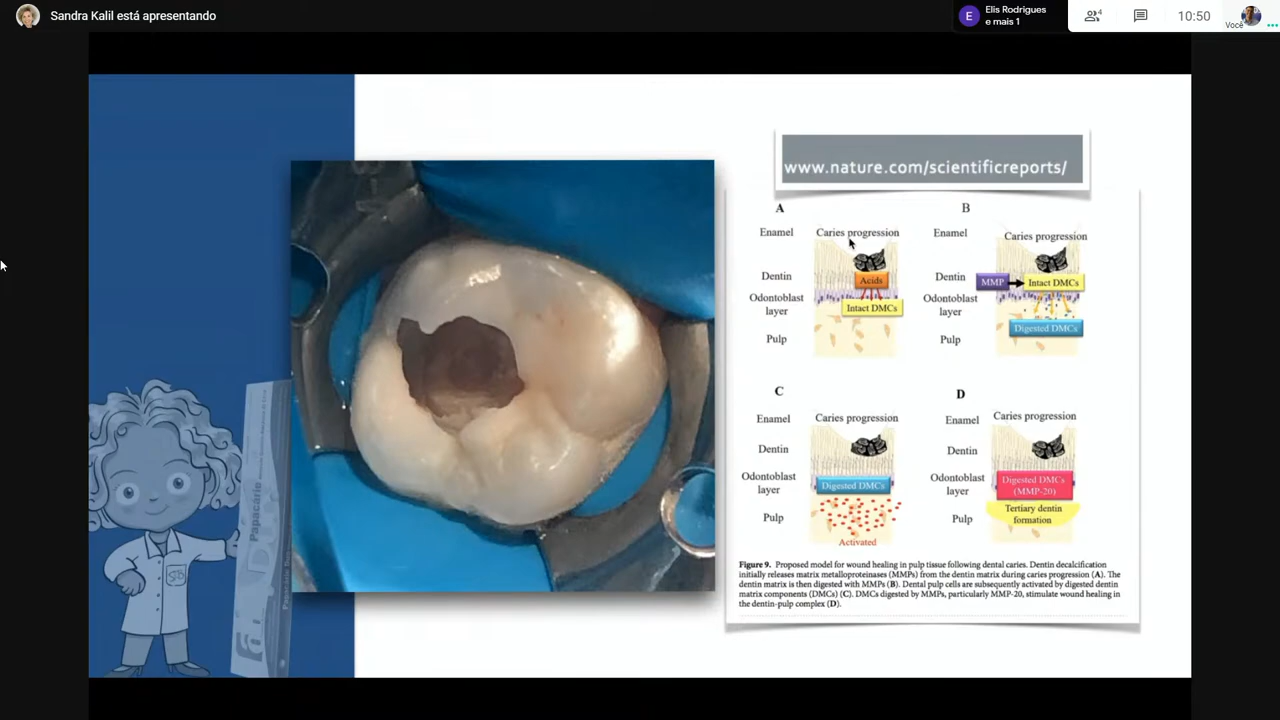 Sandra Kalil está apresentando
E
Elis Rodrigues
e mais 1
4
10:50
Você
www.nature.com/scientificreports/
A
Enamel
Caries progression
Dentin
Acids
Odontoblast
layer
Intact DMCs
Pulp
B
Enamel
Caries progression
Dentin
MMP
Intact DMCs
Odontoblast
layer
Digested DMCs
Pulp
C
Enamel
Caries progression
Dentin
Odontoblast
layer
Digested DMCs
Pulp
Activated
D
Enamel
Caries progression
Dentin
Odontoblast
layer
Digested DMCs
(MMP-20)
Pulp
Tertiary dentin
formation
Figure 9. Proposed model for wound healing in pulp tissue following dental caries. Dentin decalcification
initially releases matrix metalloproteinases (MMPs) from the dentin matrix during caries progression (A). The
dentin matrix is then digested with MMPs (B). Dental pulp cells are subsequently activated by digested dentin
matrix components (DMCs) (C). DMCs digested by MMPs, particularly MMP-20, stimulate wound healing in
the dentin-pulp complex (D).
Papacárie